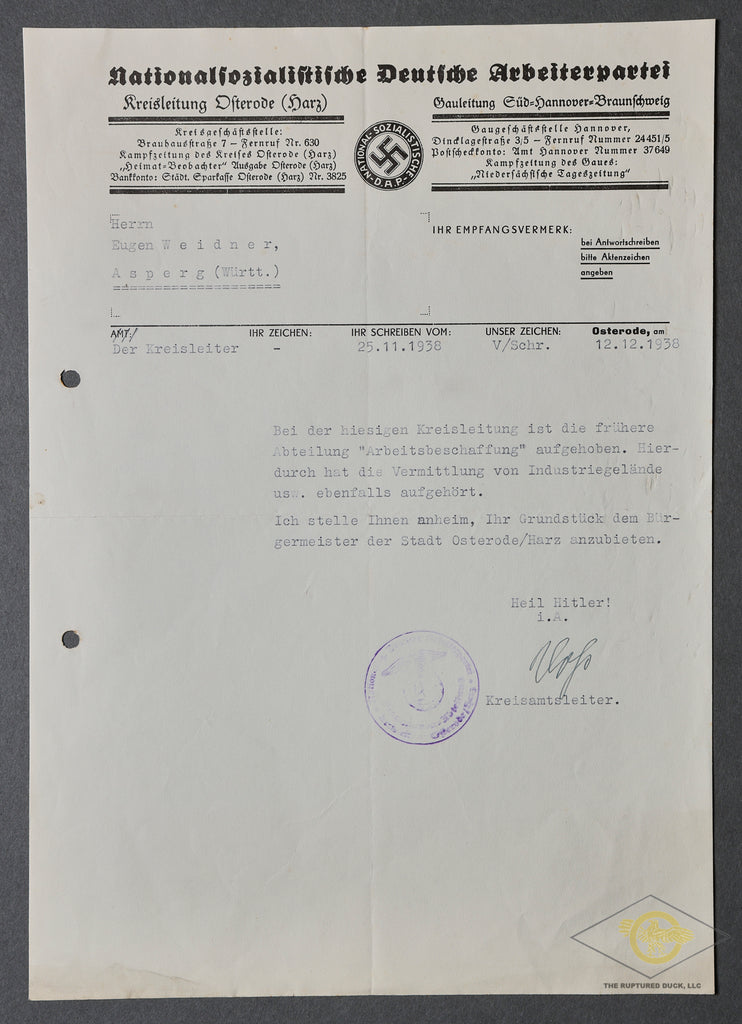 Nationalsozialistische Deutsche Arbeiterpartei
Kreisleitung Osterode (Harz)
Kreisgeschäftsstelle:
Brauhausstraße 7 – Fernruf Nr. 630
Kampfzeitung des Kreises Osterode (Harz)
„Heimat-Beobachter" Ausgabe Osterode (Harz)
Bankkonto: Städt. Sparkasse Osterode (Harz) Nr. 3825
NATIONAL-SOZIALISTISCHE
D.A.P.
Gauleitung Süd-Hannover-Braunschweig
Gaugeschäftsstelle Hannover,
Dincklagestraße 3/5 – Fernruf Nummer 24451/5
Postscheckkonto: Amt Hannover Nummer 37649
Kampfzeitung des Gaues:
„Niedersächsische Tageszeitung"
Herrn
Eugen W e i d n e r,
A s p e r g (Württ.)
IHR EMPFANGSVERMERK:
bei Antwortschreiben
bitte Aktenzeichen
angeben
AMT: IHR ZEICHEN: IHR SCHREIBEN VOM: UNSER ZEICHEN: Osterode, am
Der Kreisleiter – 25.11.1938 V/Schr. 12.12.1938
Bei der hiesigen Kreisleitung ist die frühere
Abteilung "Arbeitsbeschaffung" aufgehoben. Hier-
durch hat die Vermittlung von Industriegelände
usw. ebenfalls aufgehört.
Ich stelle Ihnen anheim, Ihr Grundstück dem Bür-
germeister der Stadt Osterode/Harz anzubieten.
Heil Hitler!
i.A.
Kreisamtsleiter.
THE RUPTURED DUCK, LLC